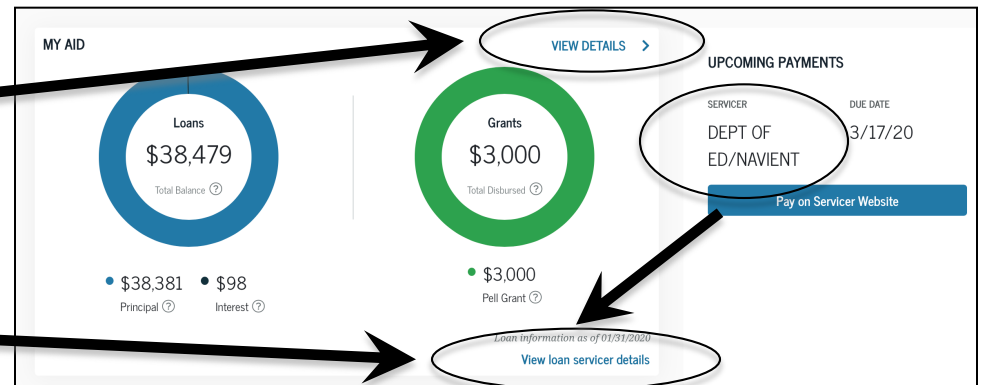 MY AID
VIEW DETAILS >
Loans
$38,479
Total Balance ?
$38,381
Principal ?
$98
Interest ?
Grants
$3,000
Total Disbursed ?
$3,000
Pell Grant ?
Loan information as of 01/31/2020
View loan servicer details
UPCOMING PAYMENTS
SERVICER
DEPT OF
ED/NAVIENT
DUE DATE
3/17/20
Pay on Servicer Website